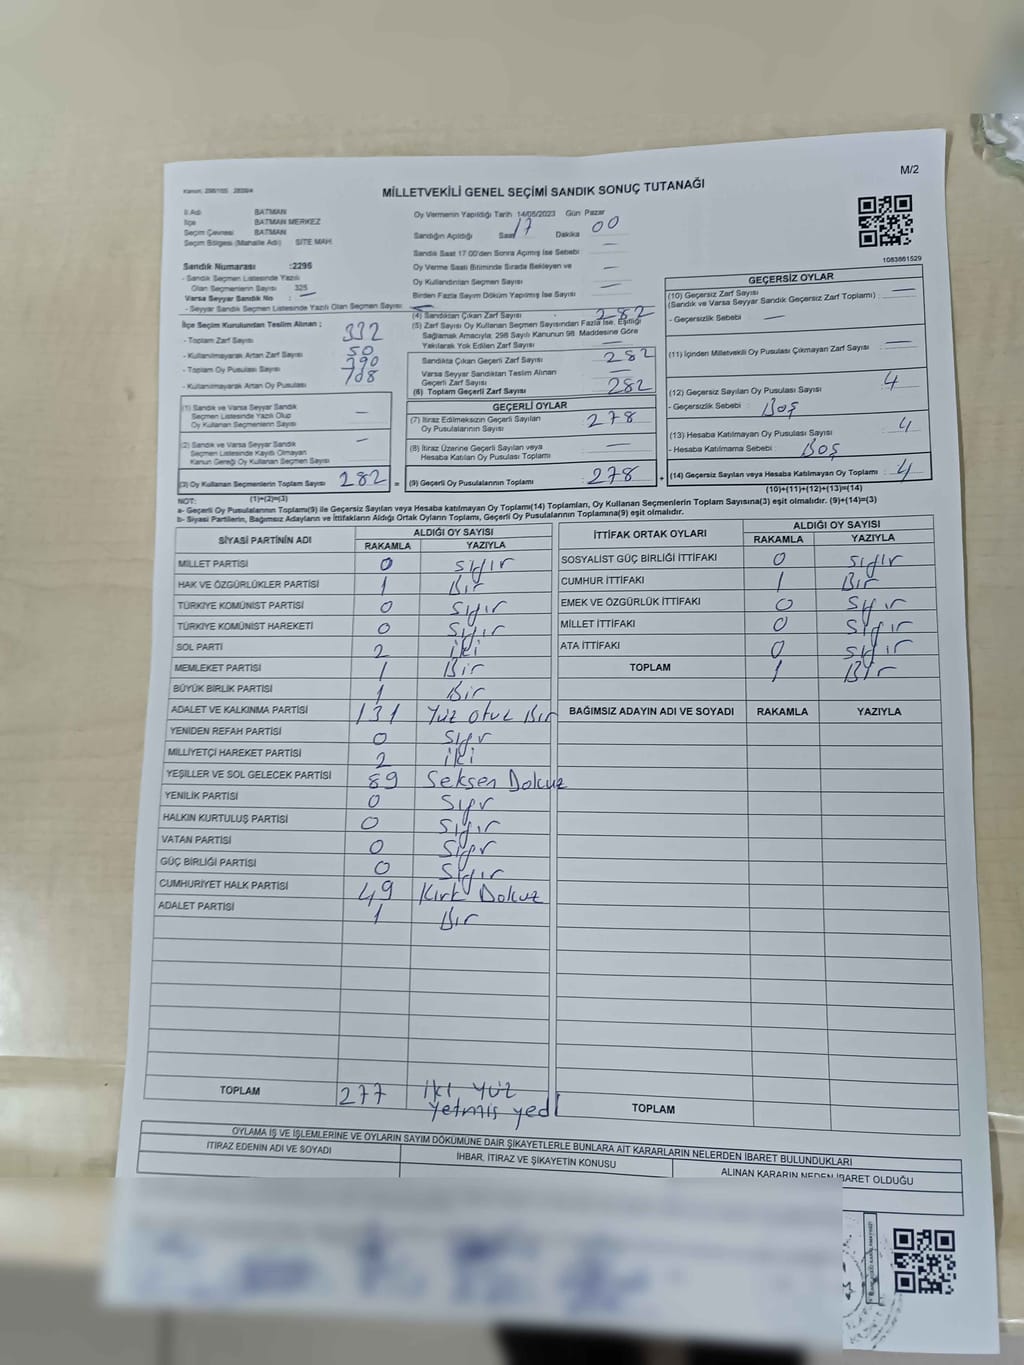 M/2
Kanun: 298/105 2839/4
MİLLETVEKİLİ GENEL SEÇİMİ SANDIK SONUÇ TUTANAĞI
İl Adı BATMAN
İlçe BATMAN MERKEZ
Seçim Çevresi BATMAN
Seçim Bölgesi (Mahalle Adı) SİTE MAH.
Sandık Numarası :2295
- Sandık Seçmen Listesinde Yazılı
Olan Seçmenlerin Sayısı 325
Varsa Seyyar Sandık No : —
- Seyyar Sandık Seçmen Listesinde Yazılı Olan Seçmen Sayısı: —
İlçe Seçim Kurulundan Teslim Alınan ;
- Toplam Zarf Sayısı 332
- Kullanılmayarak Artan Zarf Sayısı 50
- Toplam Oy Pusulası Sayısı
- Kullanılmayarak Artan Oy Pusulası
(1) Sandık ve Varsa Seyyar Sandık
Seçmen Listesinde Yazılı Olup
Oy Kullanan Seçmenlerin Sayısı —
(2) Sandık ve Varsa Seyyar Sandık
Seçmen Listesinde Kayıtlı Olmayan
Kanun Gereği Oy Kullanan Seçmen Sayısı —
(3) Oy Kullanan Seçmenlerin Toplam Sayısı 282 =
(1)+(2)=(3)
Oy Vermenin Yapıldığı Tarih 14/05/2023 Gün Pazar
Sandığın Açıldığı Saat 17 Dakika 00
Sandık Saat 17.00'den Sonra Açılmış İse Sebebi —
Oy Verme Saati Bitiminde Sırada Bekleyen ve —
Oy Kullandırılan Seçmen Sayısı —
Birden Fazla Sayım Döküm Yapılmış İse Sayısı —
(4) Sandıktan Çıkan Zarf Sayısı 282
(5) Zarf Sayısı Oy Kullanan Seçmen Sayısından Fazla İse, Eşitliği
Sağlamak Amacıyla, 298 Sayılı Kanunun 98. Maddesine Göre
Yakılarak Yok Edilen Zarf Sayısı —
Sandıkta Çıkan Geçerli Zarf Sayısı 282
Varsa Seyyar Sandıktan Teslim Alınan
Geçerli Zarf Sayısı —
(6) Toplam Geçerli Zarf Sayısı 282
GEÇERLİ OYLAR
(7) İtiraz Edilmeksizin Geçerli Sayılan
Oy Pusulalarının Sayısı 278
(8) İtiraz Üzerine Geçerli Sayılan veya
Hesaba Katılan Oy Pusulası Toplamı —
(9) Geçerli Oy Pusulalarının Toplamı 278 +
1083861529
GEÇERSİZ OYLAR
(10) Geçersiz Zarf Sayısı
(Sandık ve Varsa Seyyar Sandık Geçersiz Zarf Toplamı) —
- Geçersizlik Sebebi —
(11) İçinden Milletvekili Oy Pusulası Çıkmayan Zarf Sayısı —
(12) Geçersiz Sayılan Oy Pusulası Sayısı 4
- Geçersizlik Sebebi : Boş
(13) Hesaba Katılmayan Oy Pusulası Sayısı 4
- Hesaba Katılmama Sebebi : Boş
(14) Geçersiz Sayılan veya Hesaba Katılmayan Oy Toplamı 4
(10)+(11)+(12)+(13)=(14)
NOT:
a- Geçerli Oy Pusulalarının Toplamı(9) ile Geçersiz Sayılan veya Hesaba katılmayan Oy Toplamı(14) Toplamları, Oy Kullanan Seçmenlerin Toplam Sayısına(3) eşit olmalıdır. (9)+(14)=(3)
b- Siyasi Partilerin, Bağımsız Adayların ve İttifakların Aldığı Ortak Oyların Toplamı, Geçerli Oy Pusulalarının Toplamına(9) eşit olmalıdır.
SİYASİ PARTİNİN ADI ALDIĞI OY SAYISI
RAKAMLA YAZIYLA
MİLLET PARTİSİ 0 Sıfır
HAK VE ÖZGÜRLÜKLER PARTİSİ 1 Bir
TÜRKİYE KOMÜNİST PARTİSİ 0 Sıfır
TÜRKİYE KOMÜNİST HAREKETİ 0 Sıfır
SOL PARTİ 2 iki
MEMLEKET PARTİSİ 1 Bir
BÜYÜK BİRLİK PARTİSİ 1 Bir
ADALET VE KALKINMA PARTİSİ 131 Yüz otuz Bir
YENİDEN REFAH PARTİSİ 0 Sıfır
MİLLİYETÇİ HAREKET PARTİSİ 2 iki
YEŞİLLER VE SOL GELECEK PARTİSİ 89 Seksen Dokuz
YENİLİK PARTİSİ 0 Sıfır
HALKIN KURTULUŞ PARTİSİ 0 Sıfır
VATAN PARTİSİ 0 Sıfır
GÜÇ BİRLİĞİ PARTİSİ 0 Sıfır
CUMHURİYET HALK PARTİSİ 49 Kırk Dokuz
ADALET PARTİSİ 1 Bir
TOPLAM 277 iki yüz
yetmis yedi
İTTİFAK ORTAK OYLARI ALDIĞI OY SAYISI
RAKAMLA YAZIYLA
SOSYALİST GÜÇ BİRLİĞİ İTTİFAKI 0 Sıfır
CUMHUR İTTİFAKI 1 Bir
EMEK VE ÖZGÜRLÜK İTTİFAKI 0 Sıfır
MİLLET İTTİFAKI 0 Sıfır
ATA İTTİFAKI 0 Sıfır
TOPLAM 1 Bir
BAĞIMSIZ ADAYIN ADI VE SOYADI RAKAMLA YAZIYLA
TOPLAM
OYLAMA İŞ VE İŞLEMLERİNE VE OYLARIN SAYIM DÖKÜMÜNE DAİR ŞİKAYETLERLE BUNLARA AİT KARARLARIN NELERDEN İBARET BULUNDUKLARI
İTİRAZ EDENİN ADI VE SOYADI İHBAR, İTİRAZ VE ŞİKAYETİN KONUSU ALINAN KARARIN NEDEN İBARET OLDUĞU